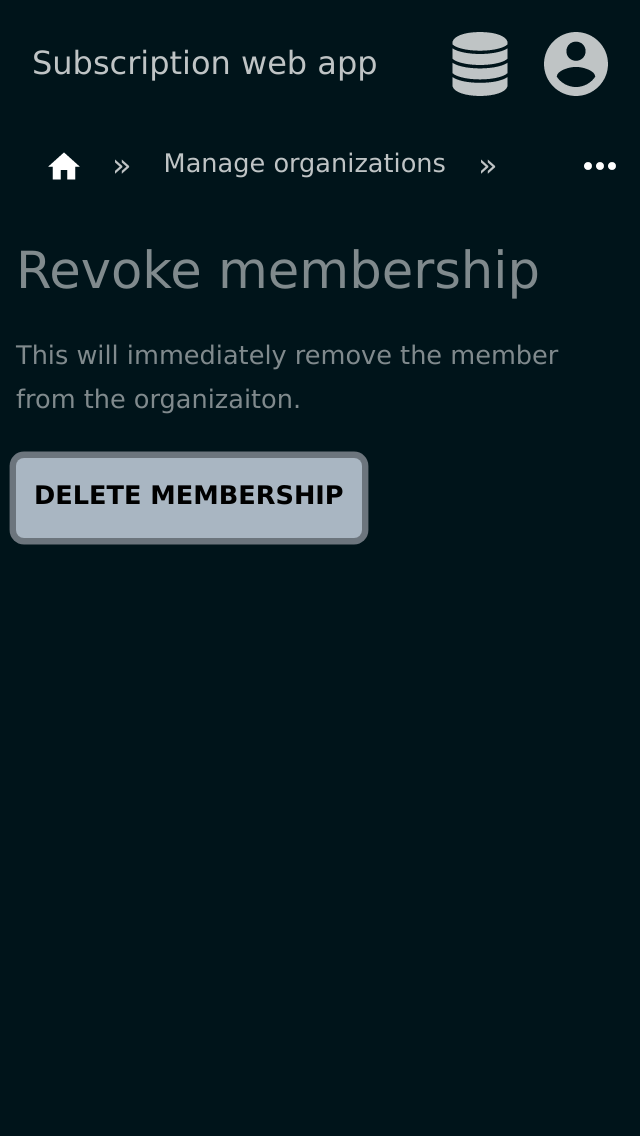 Subscription web app
» Manage organizations »
Revoke membership
This will immediately remove the member
from the organizaiton.
DELETE MEMBERSHIP